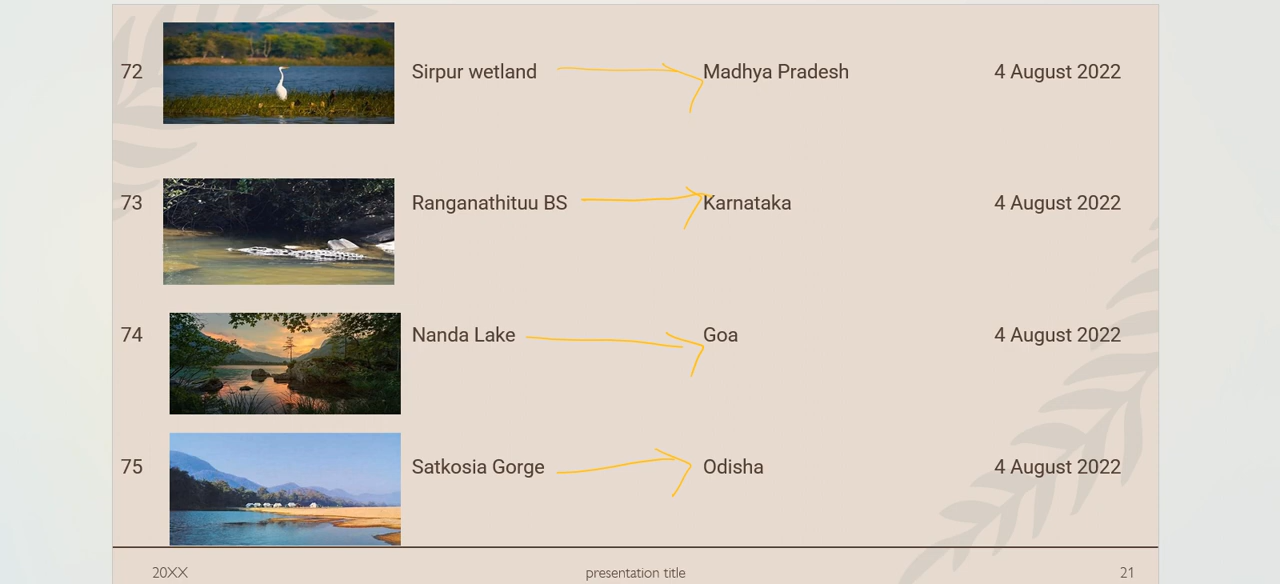 72 Sirpur wetland Madhya Pradesh 4 August 2022
73 Ranganathituu BS Karnataka 4 August 2022
74 Nanda Lake Goa 4 August 2022
75 Satkosia Gorge Odisha 4 August 2022
20XX presentation title 21